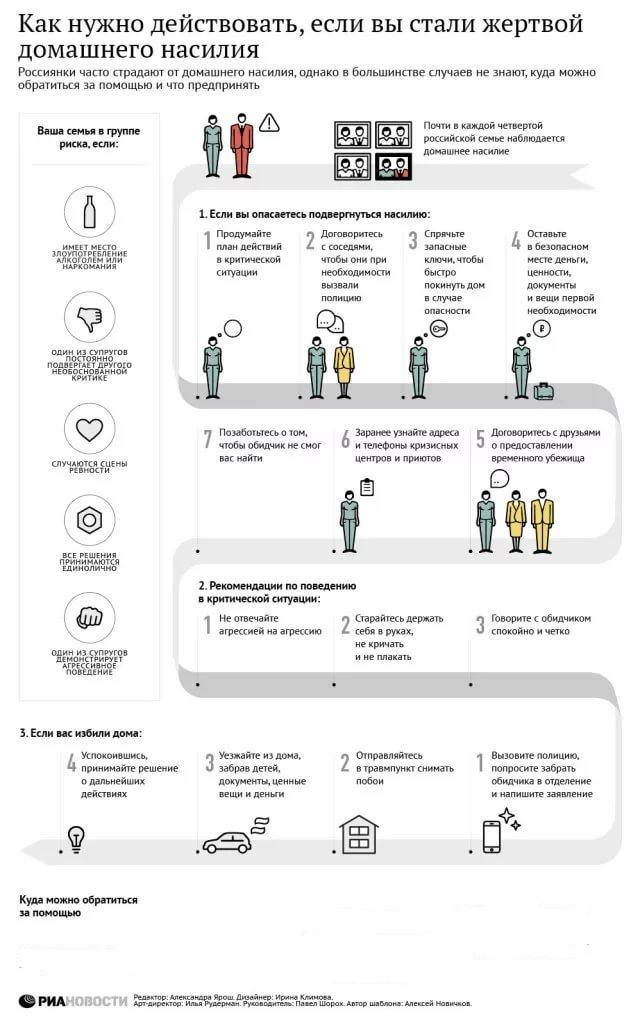 Как нужно действовать, если вы стали жертвой
домашнего насилия
Россиянки часто страдают от домашнего насилия, однако в большинстве случаев не знают, куда можно
обратиться за помощью и что предпринять
Ваша семья в группе
риска, если:
ИМЕЕТ МЕСТО
ЗЛОУПОТРЕБЛЕНИЕ
АЛКОГОЛЕМ ИЛИ
НАРКОМАНИЯ
ОДИН ИЗ СУПРУГОВ
ПОСТОЯННО
ПОДВЕРГАЕТ ДРУГОГО
НЕОБОСНОВАННОЙ
КРИТИКЕ
СЛУЧАЮТСЯ СЦЕНЫ
РЕВНОСТИ
ВСЕ РЕШЕНИЯ
ПРИНИМАЮТСЯ
ЕДИНОЛИЧНО
ОДИН ИЗ СУПРУГОВ
ДЕМОНСТРИРУЕТ
АГРЕССИВНОЕ
ПОВЕДЕНИЕ
Почти в каждой четвертой
российской семье наблюдается
домашнее насилие
1. Если вы опасаетесь подвергнуться насилию:
1 Продумайте
план действий
в критической
ситуации
2 Договоритесь
с соседями,
чтобы они при
необходимости
вызвали
полицию
3 Спрячьте
запасные
ключи, чтобы
быстро
покинуть дом
в случае
опасности
4 Оставьте
в безопасном
месте деньги,
ценности,
документы
и вещи первой
необходимости
₽
7 Позаботьтесь о том,
чтобы обидчик не смог
вас найти
6 Заранее узнайте адреса
и телефоны кризисных
центров и приютов
5 Договоритесь с друзьями
о предоставлении
временного убежища
2. Рекомендации по поведению
в критической ситуации:
1 Не отвечайте
агрессией на агрессию
2 Старайтесь держать
себя в руках,
не кричать
и не плакать
3 Говорите с обидчиком
спокойно и четко
3. Если вас избили дома:
4 Успокоившись,
принимайте решение
о дальнейших
действиях
3 Уезжайте из дома,
забрав детей,
документы, ценные
вещи и деньги
2 Отправляйтесь
в травмпункт снимать
побои
1 Вызовите полицию,
попросите забрать
обидчика в отделение
и напишите заявление
Куда можно обратиться
за помощью
РИАНОВОСТИ
Редактор: Александра Ярош. Дизайнер: Ирина Климова.
Арт-директор: Илья Рудерман. Руководитель: Павел Шорох. Автор шаблона: Алексей Новичков.